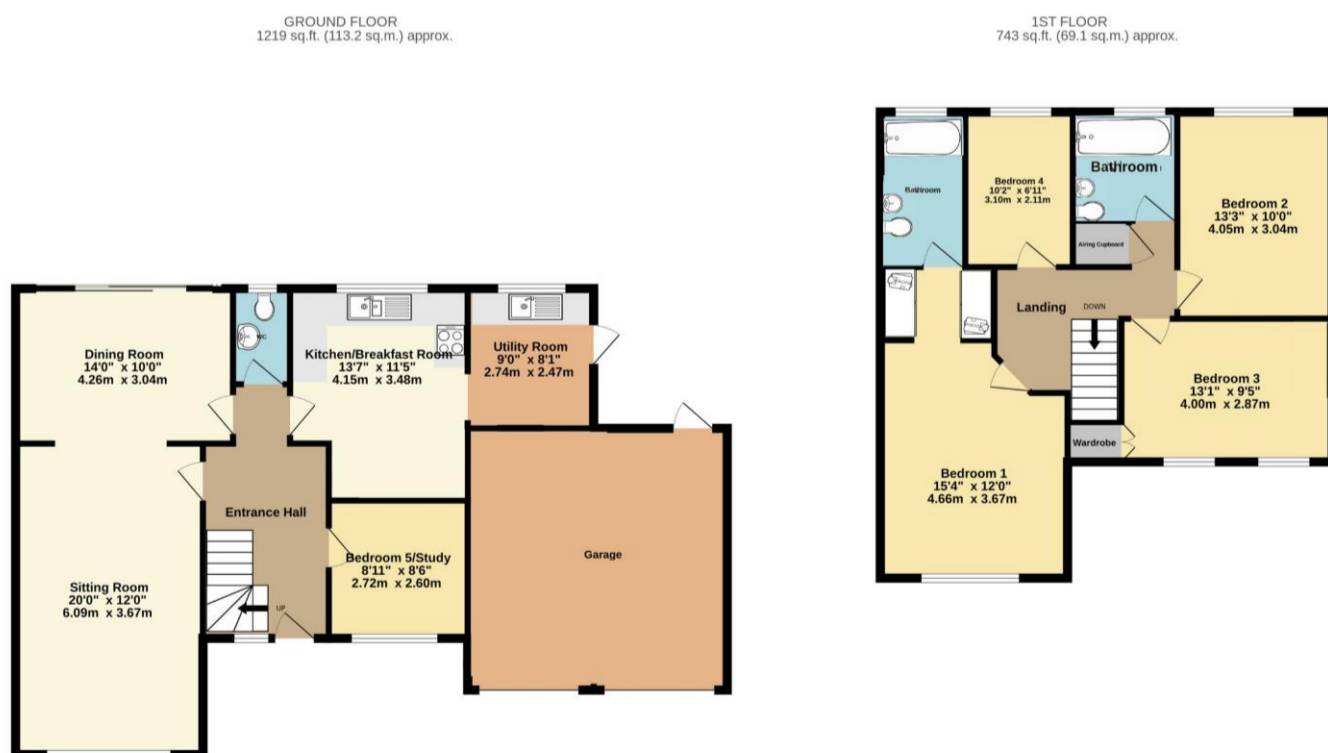 GROUND FLOOR
1219 sq.ft. (113.2 sq.m.) approx.
Dining Room
14'0" x 10'0"
4.26m x 3.04m
WC
Kitchen/Breakfast Room
13'7" x 11'5"
4.15m x 3.48m
Utility Room
9'0" x 8'1"
2.74m x 2.47m
Entrance Hall
Sitting Room
20'0" x 12'0"
6.09m x 3.67m
UP
Bedroom 5/Study
8'11" x 8'6"
2.72m x 2.60m
Garage
1ST FLOOR
743 sq.ft. (69.1 sq.m.) approx.
Bathroom
Bedroom 4
10'2" x 6'11"
3.10m x 2.11m
Bathroom
Bedroom 2
13'3" x 10'0"
4.05m x 3.04m
Airing Cupboard
Landing
DOWN
Bedroom 3
13'1" x 9'5"
4.00m x 2.87m
Wardrobe
Bedroom 1
15'4" x 12'0"
4.66m x 3.67m